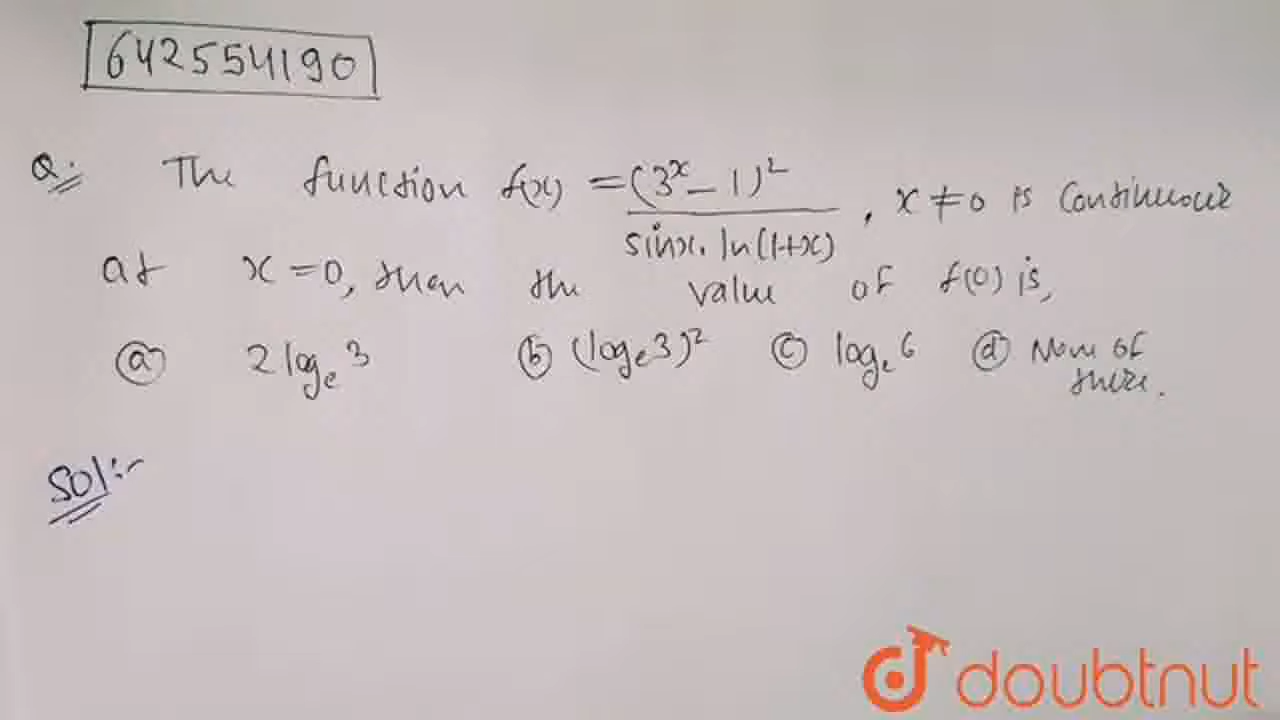 642554190
Q:- The function f(x) = (3^x - 1)^2 / sinx. ln(1+x) , x ≠ 0 is continuous
at x = 0, then the value of f(0) is,
(a) 2 log_e 3 (b) (log_e 3)^2 (c) log_e 6 (d) None of
these.
Sol:-
doubtnut